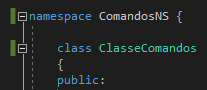 namespace ComandosNS {
class ClasseComandos
{
public: